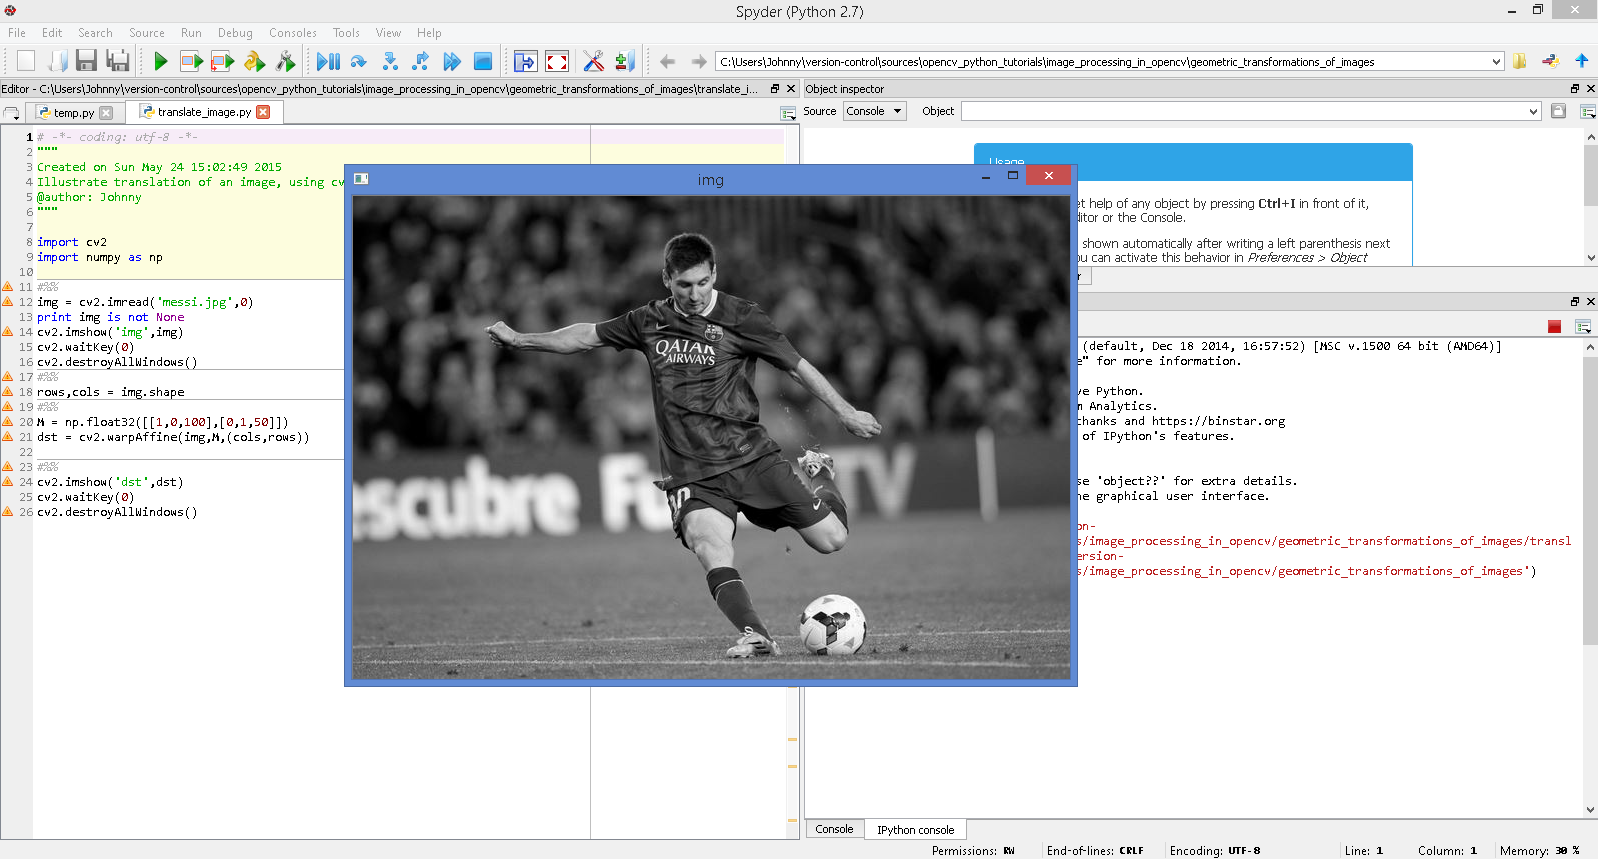 Spyder (Python 2.7)
File Edit Search Source Run Debug Consoles Tools View Help
C:\Users\Johnny\version-control\sources\opencv_python_tutorials\image_processing_in_opencv\geometric_transformations_of_images
Editor - C:\Users\Johnny\version-control\sources\opencv_python_tutorials\image_processing_in_opencv\geometric_transformations_of_images\translate_i...
temp.py translate_image.py
1 # -*- coding: utf-8 -*-
2 """
3 Created on Sun May 24 15:02:49 2015
4 Illustrate translation of an image, using cv
5 @author: Johnny
6 """
7
8 import cv2
9 import numpy as np
10
11 #%%
12 img = cv2.imread('messi.jpg',0)
13 print img is not None
14 cv2.imshow('img',img)
15 cv2.waitKey(0)
16 cv2.destroyAllWindows()
17 #%%
18 rows,cols = img.shape
19 #%%
20 M = np.float32([[1,0,100],[0,1,50]])
21 dst = cv2.warpAffine(img,M,(cols,rows))
22
23 #%%
24 cv2.imshow('dst',dst)
25 cv2.waitKey(0)
26 cv2.destroyAllWindows()
img
QATAR
AIRWAYS
escubre Fun TV
Object inspector
Source Console Object
Usage
et help of any object by pressing Ctrl+I in front of it,
ditor or the Console.
shown automatically after writing a left parenthesis next
ou can activate this behavior in Preferences > Object
r
(default, Dec 18 2014, 16:57:52) [MSC v.1500 64 bit (AMD64)]
e" for more information.
ve Python.
m Analytics.
thanks and https://binstar.org
of IPython's features.
se 'object??' for extra details.
he graphical user interface.
on-
s/image_processing_in_opencv/geometric_transformations_of_images/transl
ersion-
s/image_processing_in_opencv/geometric_transformations_of_images')
Console IPython console
Permissions: RW End-of-lines: CRLF Encoding: UTF-8 Line: 1 Column: 1 Memory: 30 %